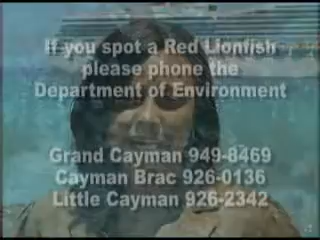 If you spot a Red Lionfish
please phone the
Department of Environment
Grand Cayman 949-8469
Cayman Brac 926-0136
Little Cayman 926-2342